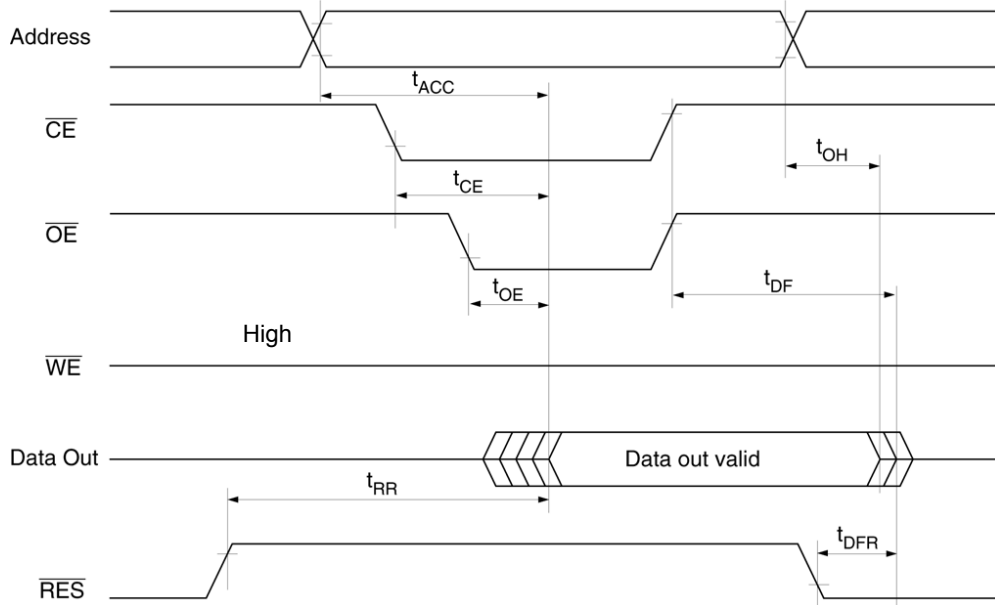 Address
tACC
CE
tOH
tCE
OE
tDF
tOE
High
WE
Data Out
Data out valid
tRR
tDFR
RES